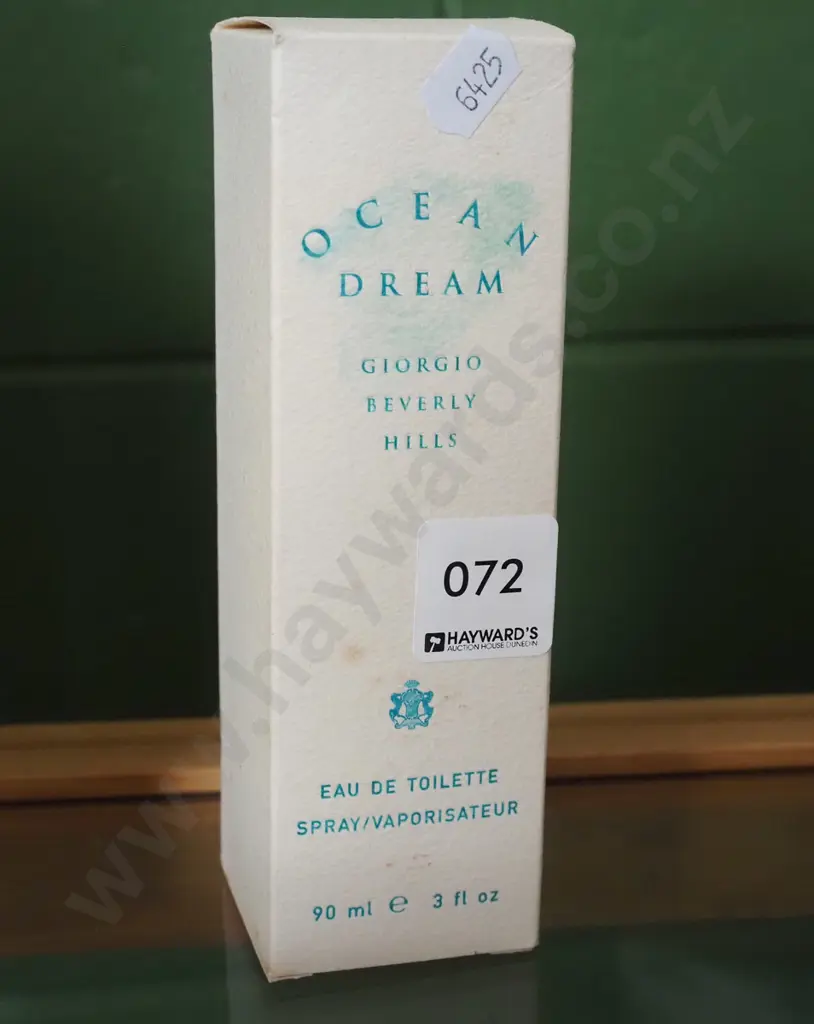 6425
OCEAN
DREAM
GIORGIO
BEVERLY
HILLS
072
HAYWARD'S
AUCTION HOUSE DUNEDIN
EAU DE TOILETTE
SPRAY/VAPORISATEUR
90 ml e 3 fl oz
www.haywards.co.nz